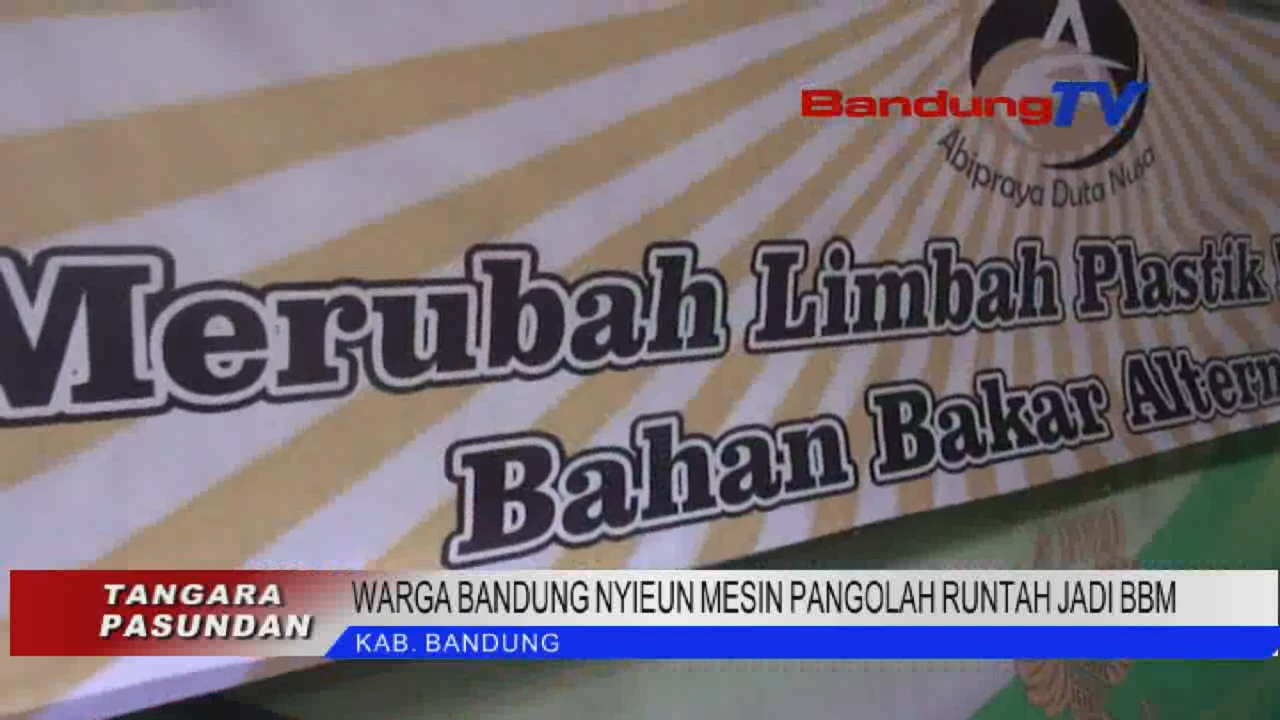 BandungTV
Abipraya Duta Nusa
Merubah Limbah Plastik
Bahan Bakar Altern
TANGARA
PASUNDAN
WARGA BANDUNG NYIEUN MESIN PANGOLAH RUNTAH JADI BBM
KAB. BANDUNG